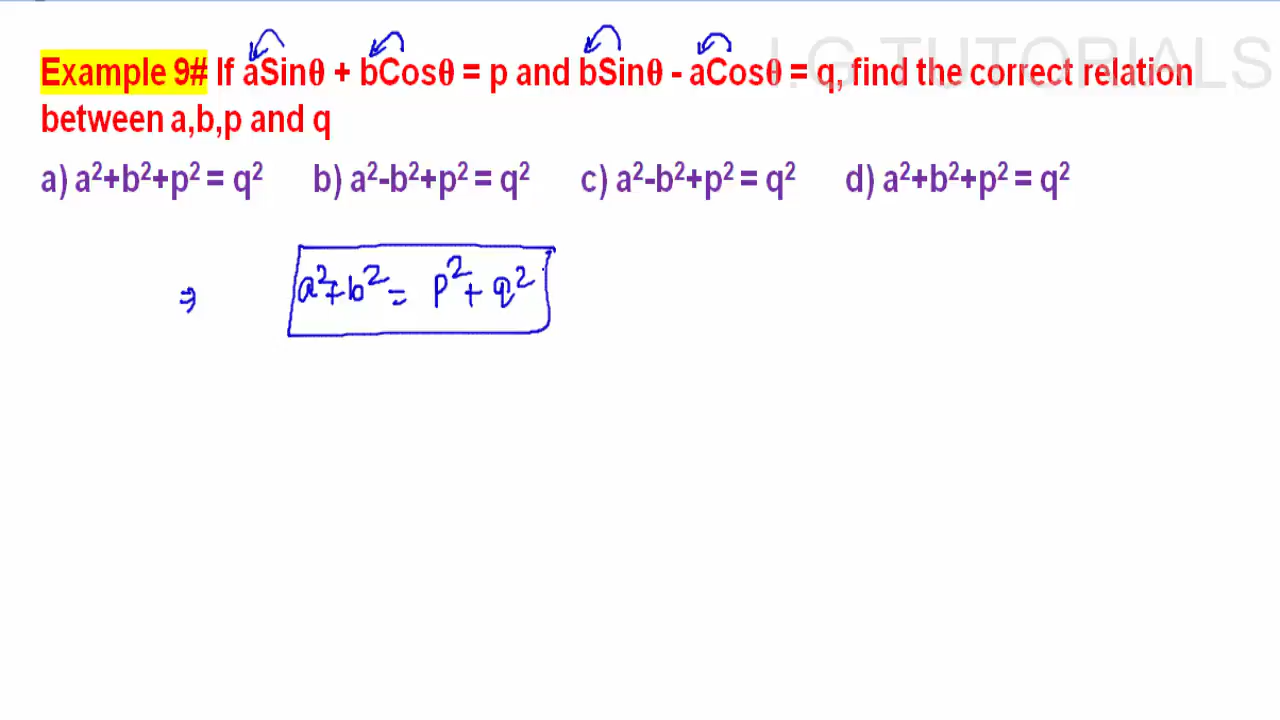 Example 9# If aSinθ + bCosθ = p and bSinθ - aCosθ = q, find the correct relation
between a,b,p and q
a) a²+b²+p² = q² b) a²-b²+p² = q² c) a²-b²+p² = q² d) a²+b²+p² = q²
⇒ a²+b² = p²+q²
I.G TUTORIALS